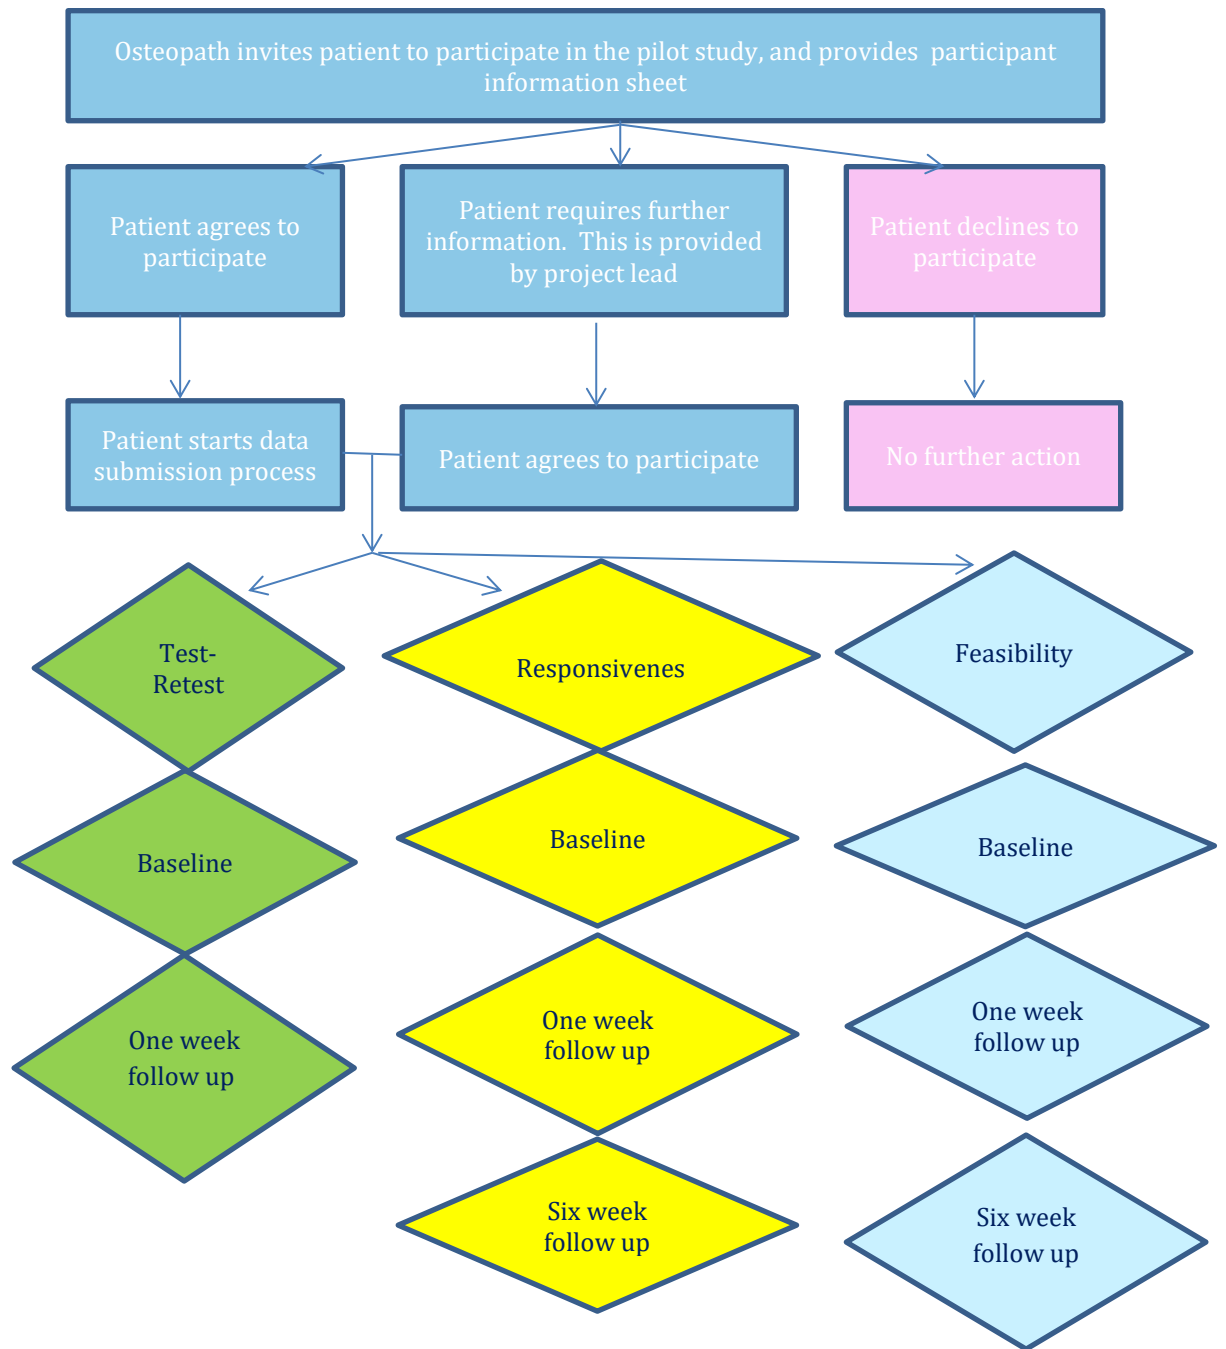 Osteopath invites patient to participate in the pilot study, and provides participant
information sheet
Patient agrees to
participate
Patient requires further
information. This is provided
by project lead
Patient declines to
participate
Patient starts data
submission process
Patient agrees to participate
No further action
Test-
Retest
Responsivenes
Feasibility
Baseline
Baseline
Baseline
One week
follow up
One week
follow up
One week
follow up
Six week
follow up
Six week
follow up